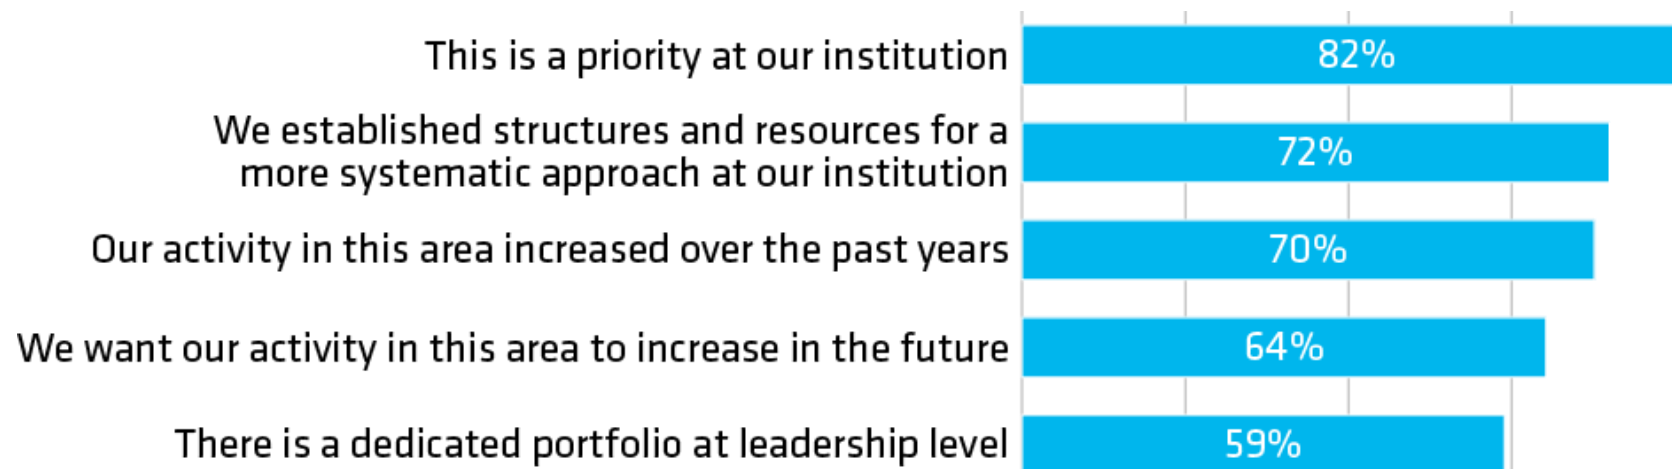 This is a priority at our institution 82%
We established structures and resources for a
more systematic approach at our institution 72%
Our activity in this area increased over the past years 70%
We want our activity in this area to increase in the future 64%
There is a dedicated portfolio at leadership level 59%